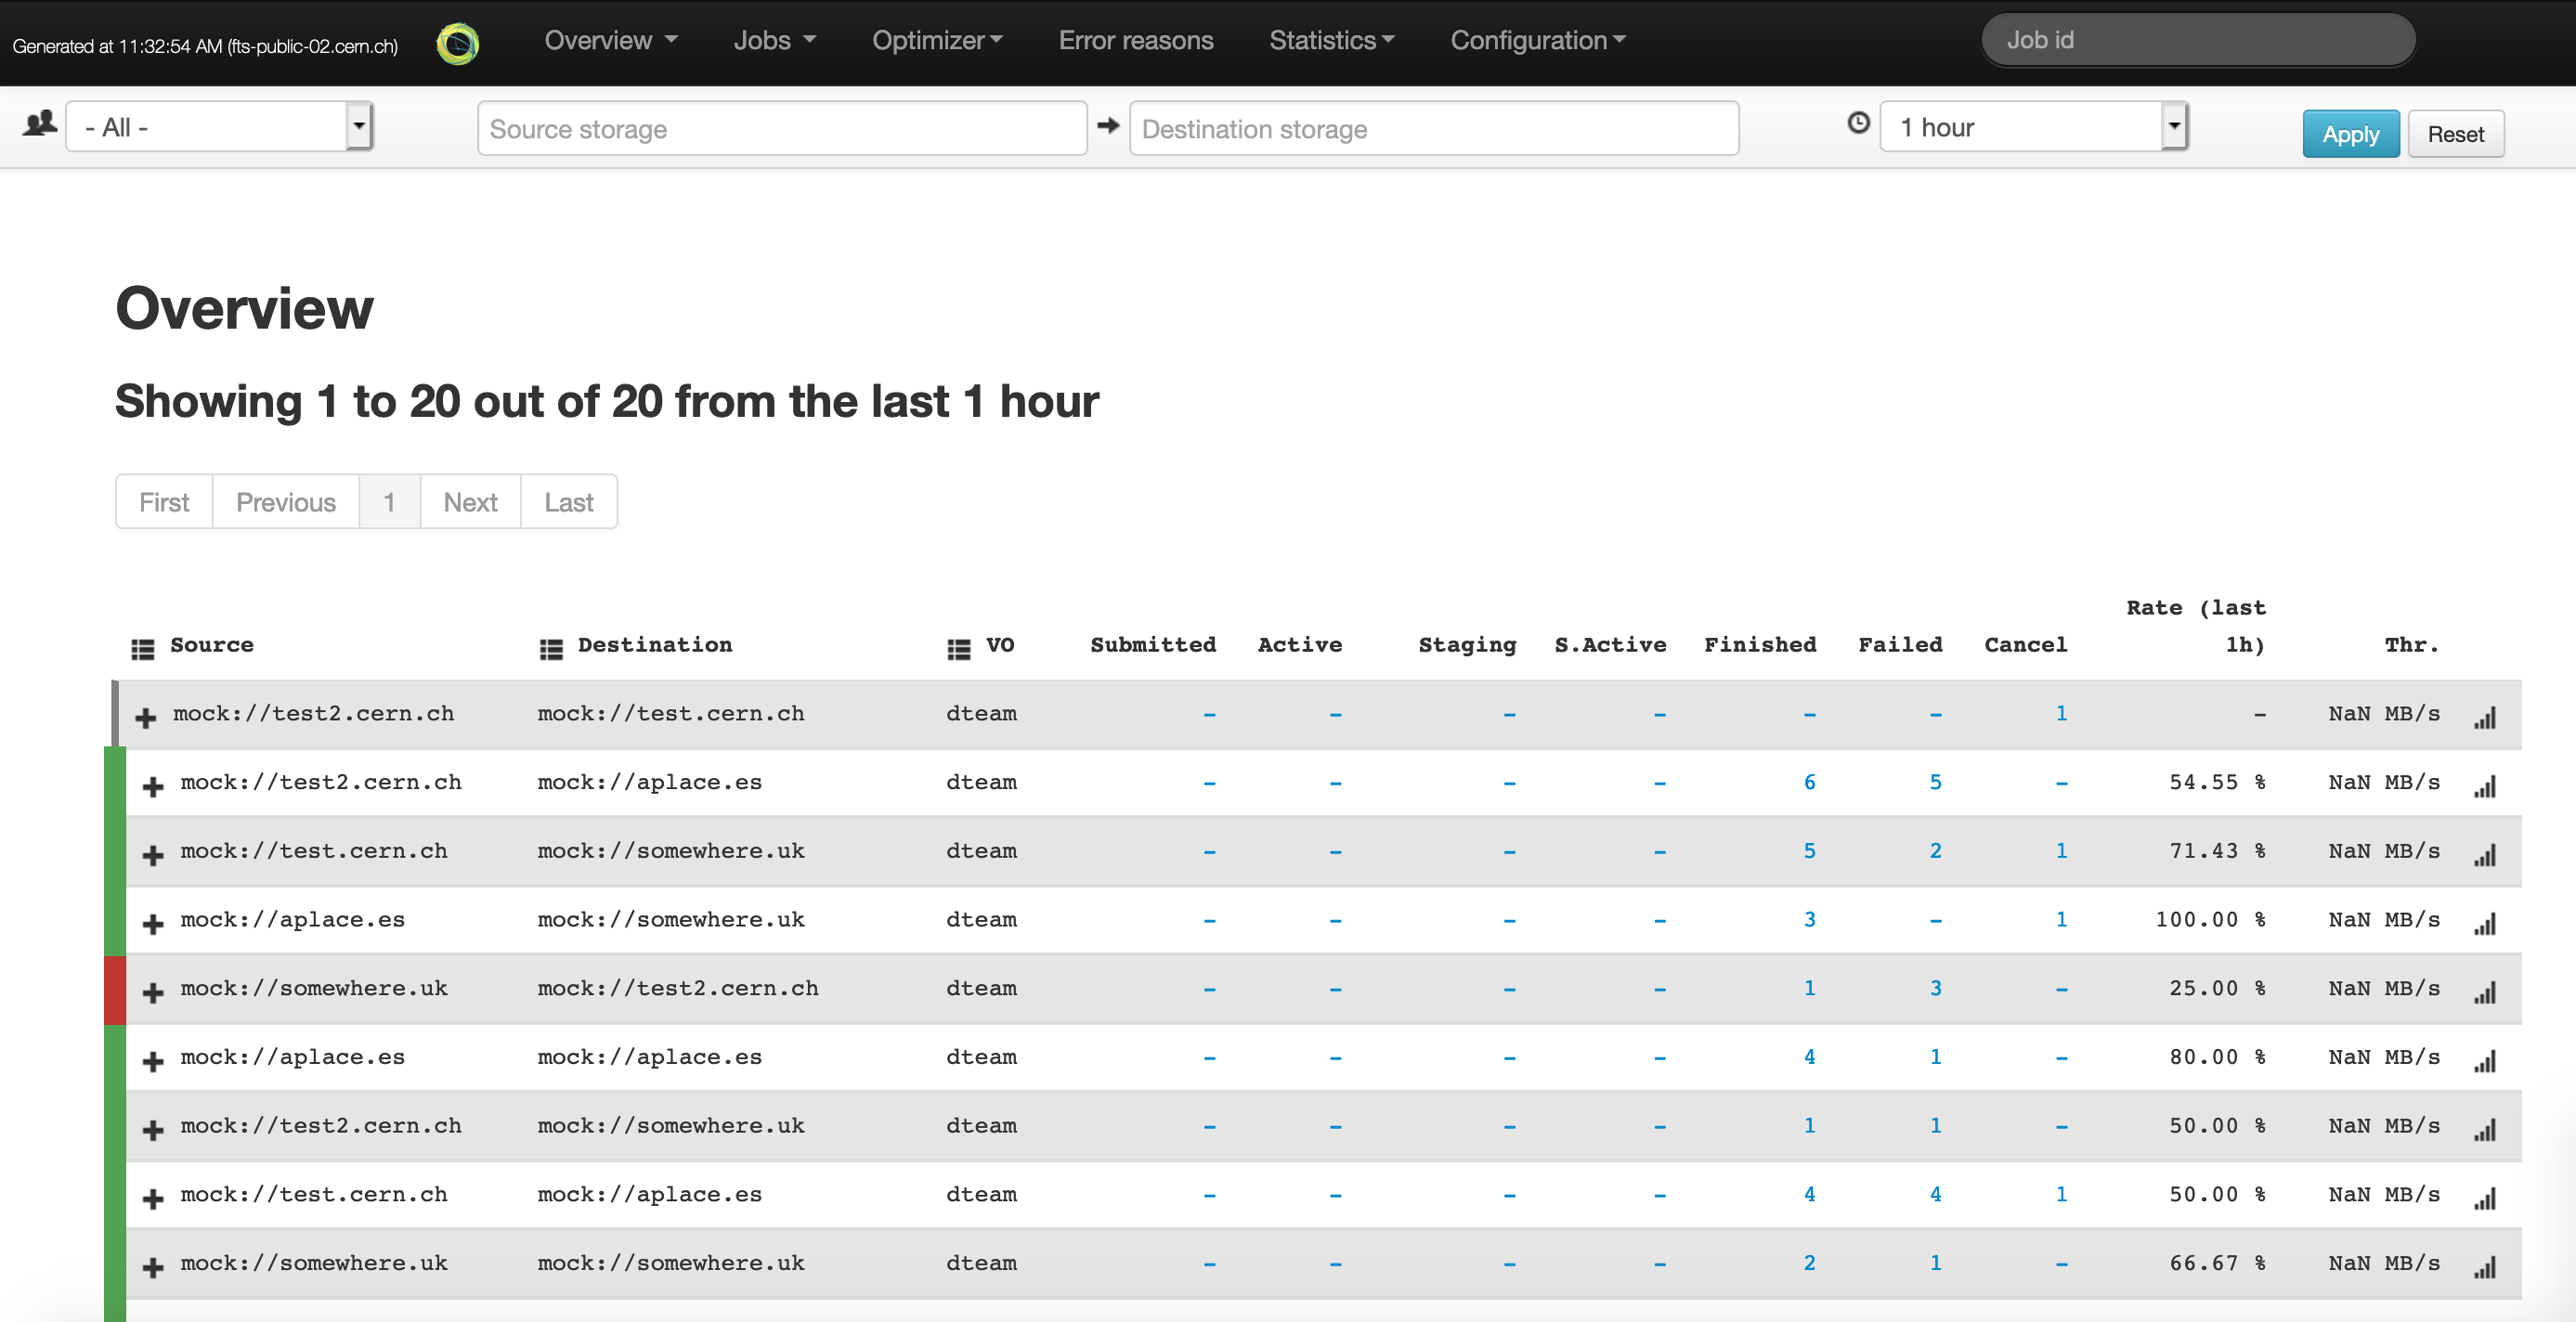 Generated at 11:32:54 AM (fts-public-02.cern.ch) Overview Jobs Optimizer Error reasons Statistics Configuration Job id
- All - Source storage Destination storage 1 hour Apply Reset
Overview
Showing 1 to 20 out of 20 from the last 1 hour
First Previous 1 Next Last
Source Destination VO Submitted Active Staging S.Active Finished Failed Cancel Rate (last 1h) Thr.
mock://test2.cern.ch mock://test.cern.ch dteam - - - - - - 1 - NaN MB/s
mock://test2.cern.ch mock://aplace.es dteam - - - - 6 5 - 54.55 % NaN MB/s
mock://test.cern.ch mock://somewhere.uk dteam - - - - 5 2 1 71.43 % NaN MB/s
mock://aplace.es mock://somewhere.uk dteam - - - - 3 - 1 100.00 % NaN MB/s
mock://somewhere.uk mock://test2.cern.ch dteam - - - - 1 3 - 25.00 % NaN MB/s
mock://aplace.es mock://aplace.es dteam - - - - 4 1 - 80.00 % NaN MB/s
mock://test2.cern.ch mock://somewhere.uk dteam - - - - 1 1 - 50.00 % NaN MB/s
mock://test.cern.ch mock://aplace.es dteam - - - - 4 4 1 50.00 % NaN MB/s
mock://somewhere.uk mock://somewhere.uk dteam - - - - 2 1 - 66.67 % NaN MB/s